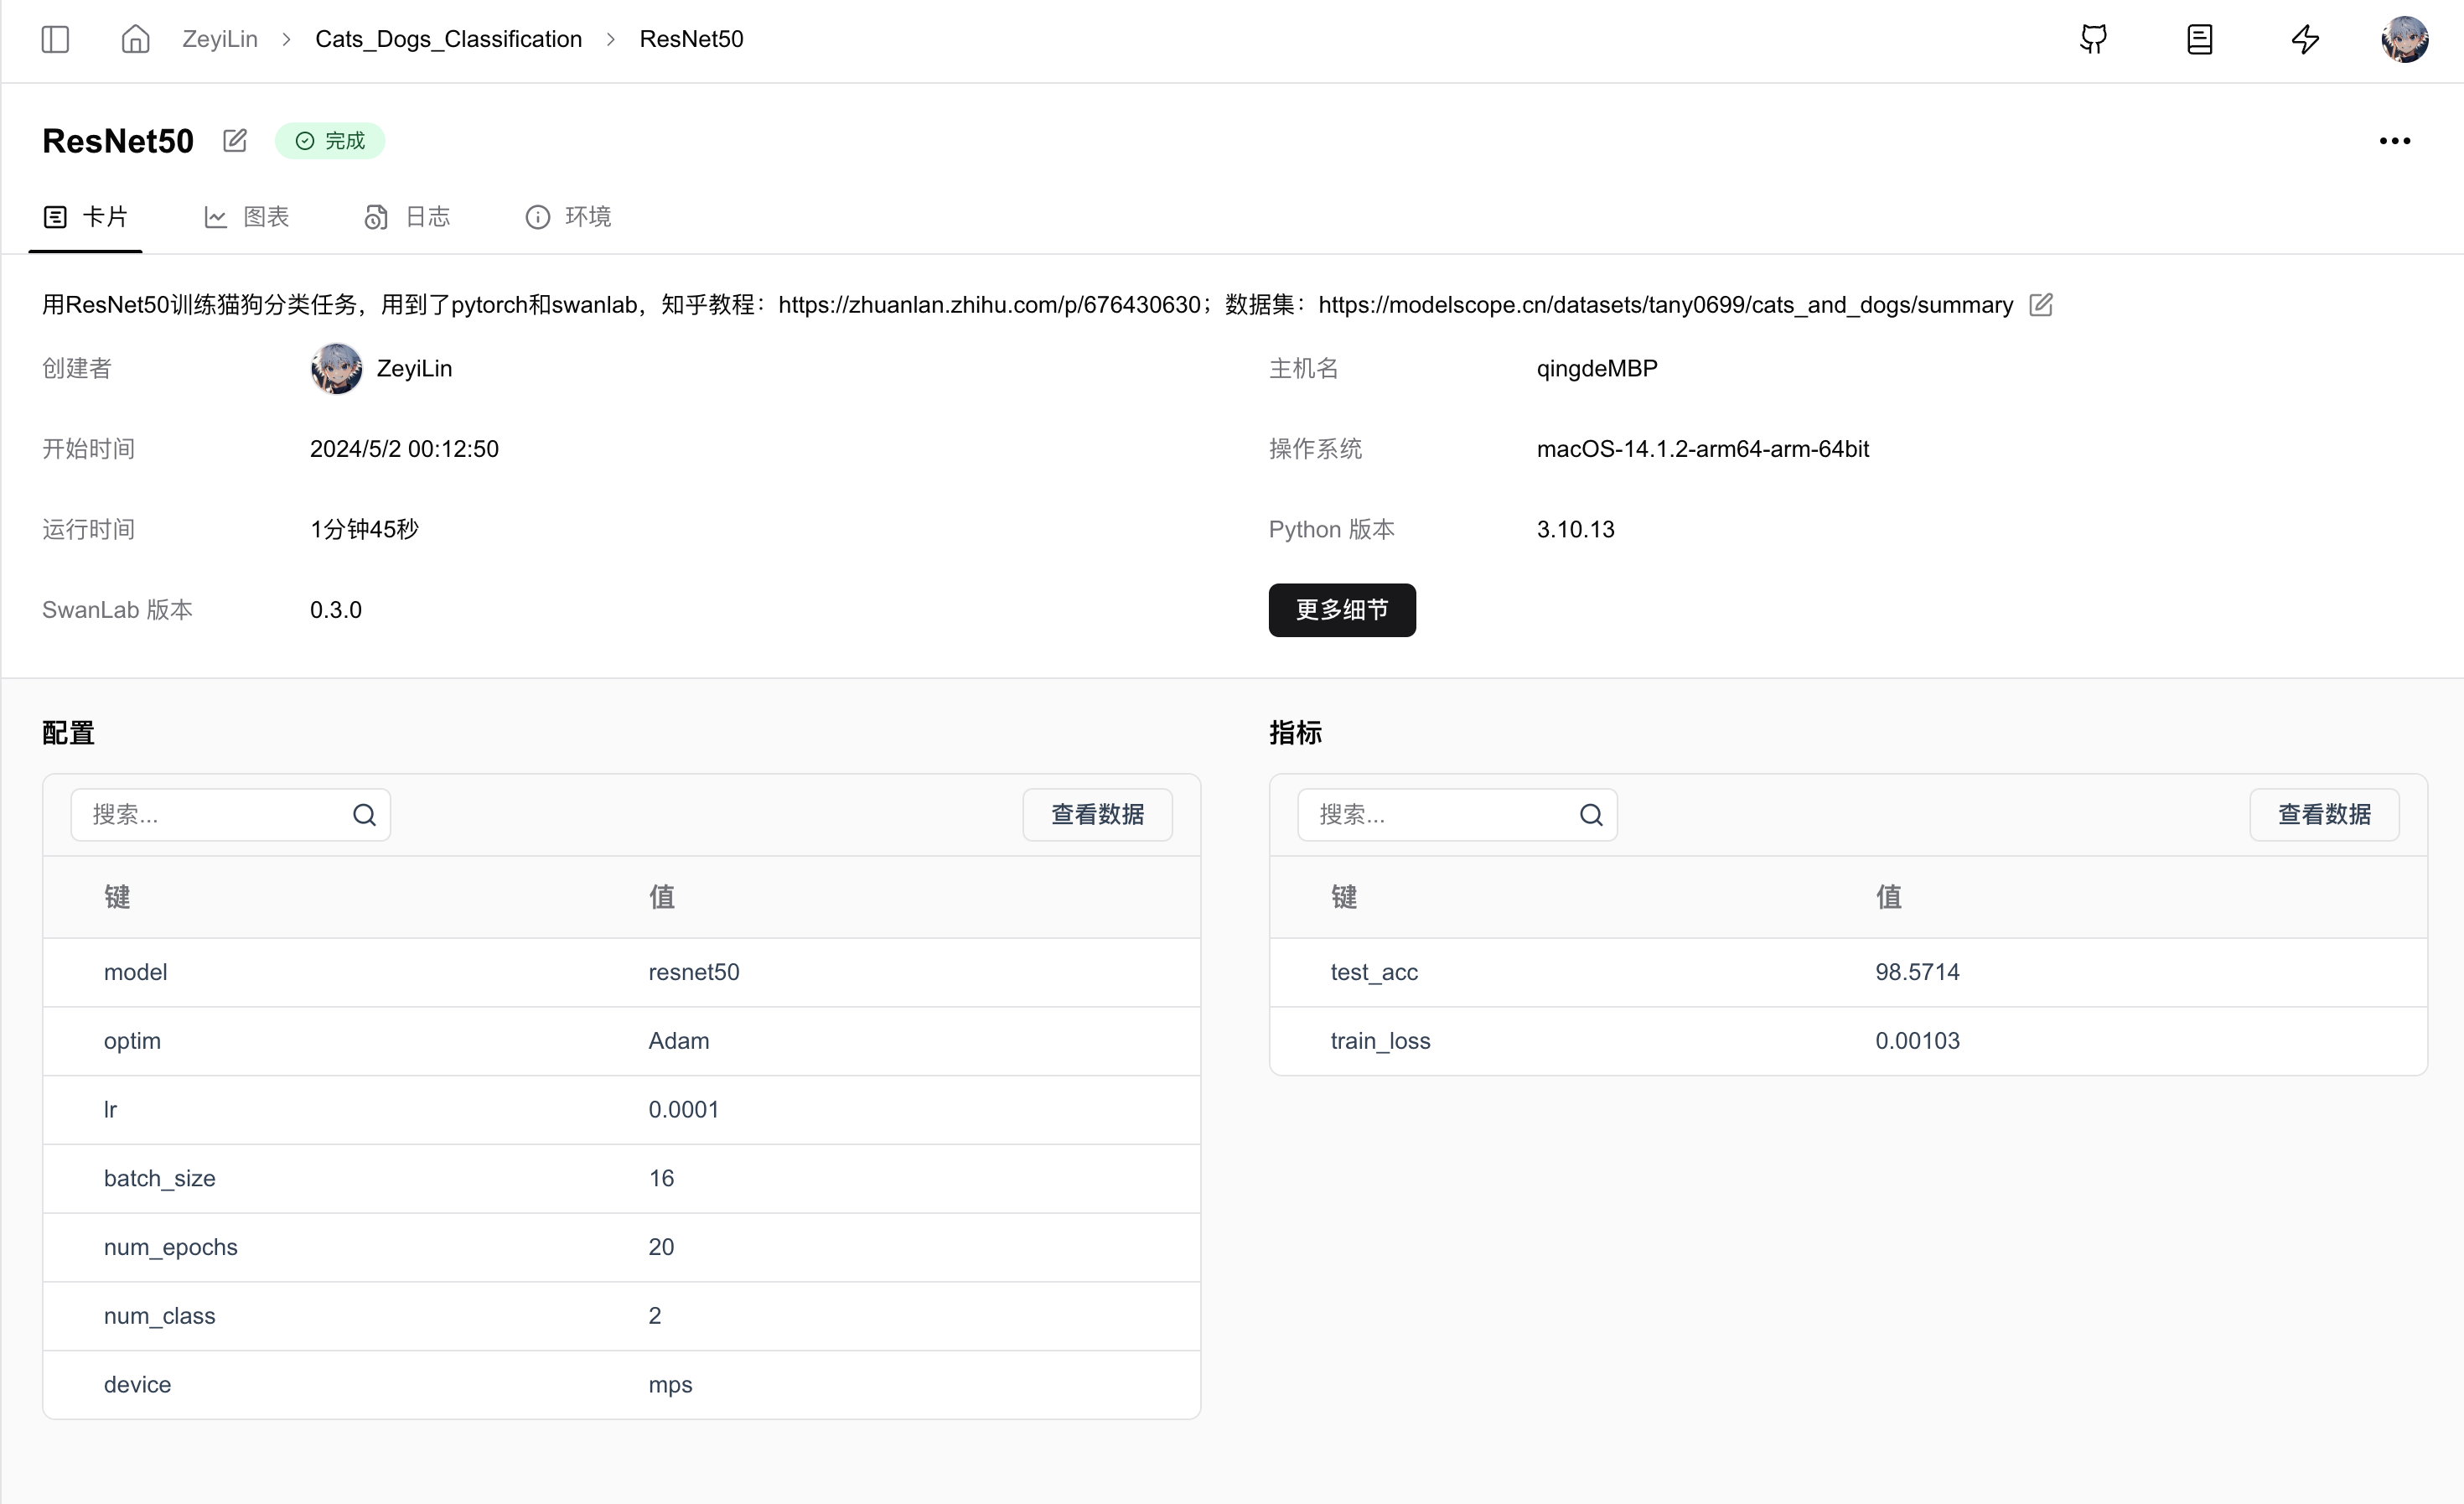 ZeyiLin > Cats_Dogs_Classification > ResNet50
ResNet50 完成
卡片 图表 日志 环境
用ResNet50训练猫狗分类任务，用到了pytorch和swanlab，知乎教程：https://zhuanlan.zhihu.com/p/676430630；数据集：https://modelscope.cn/datasets/tany0699/cats_and_dogs/summary
创建者 ZeyiLin
主机名 qingdeMBP
开始时间 2024/5/2 00:12:50
操作系统 macOS-14.1.2-arm64-arm-64bit
运行时间 1分钟45秒
Python 版本 3.10.13
SwanLab 版本 0.3.0
更多细节
配置
搜索... 查看数据
键 值
model resnet50
optim Adam
lr 0.0001
batch_size 16
num_epochs 20
num_class 2
device mps
指标
搜索... 查看数据
键 值
test_acc 98.5714
train_loss 0.00103